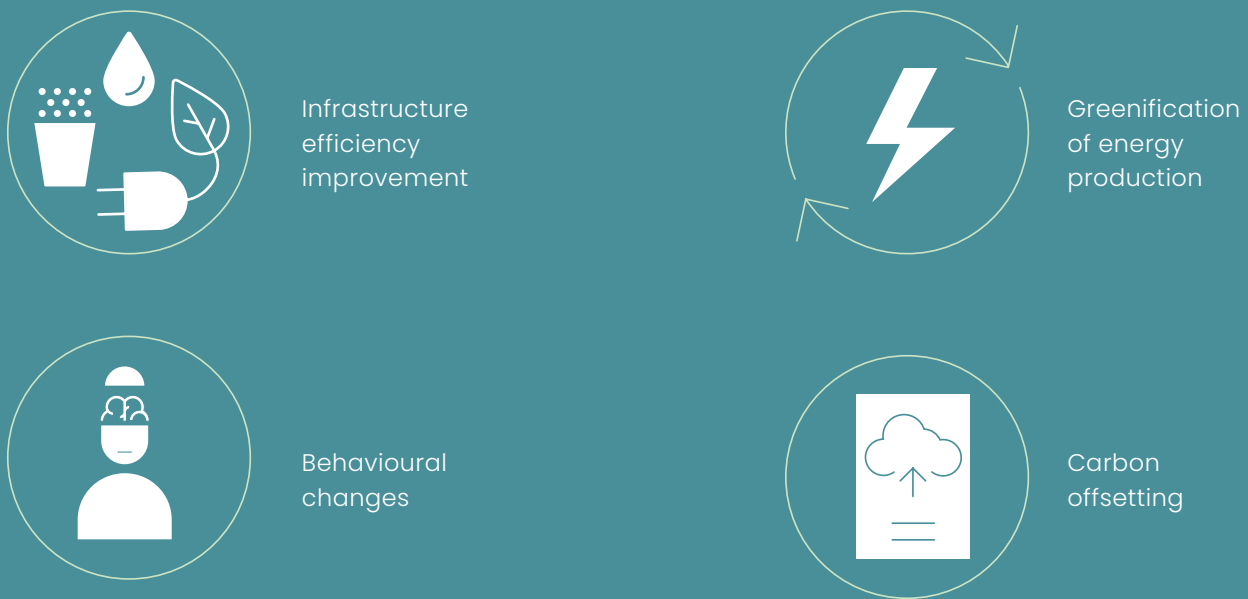 Infrastructure
efficiency
improvement
Greenification
of energy
production
Behavioural
changes
Carbon
offsetting